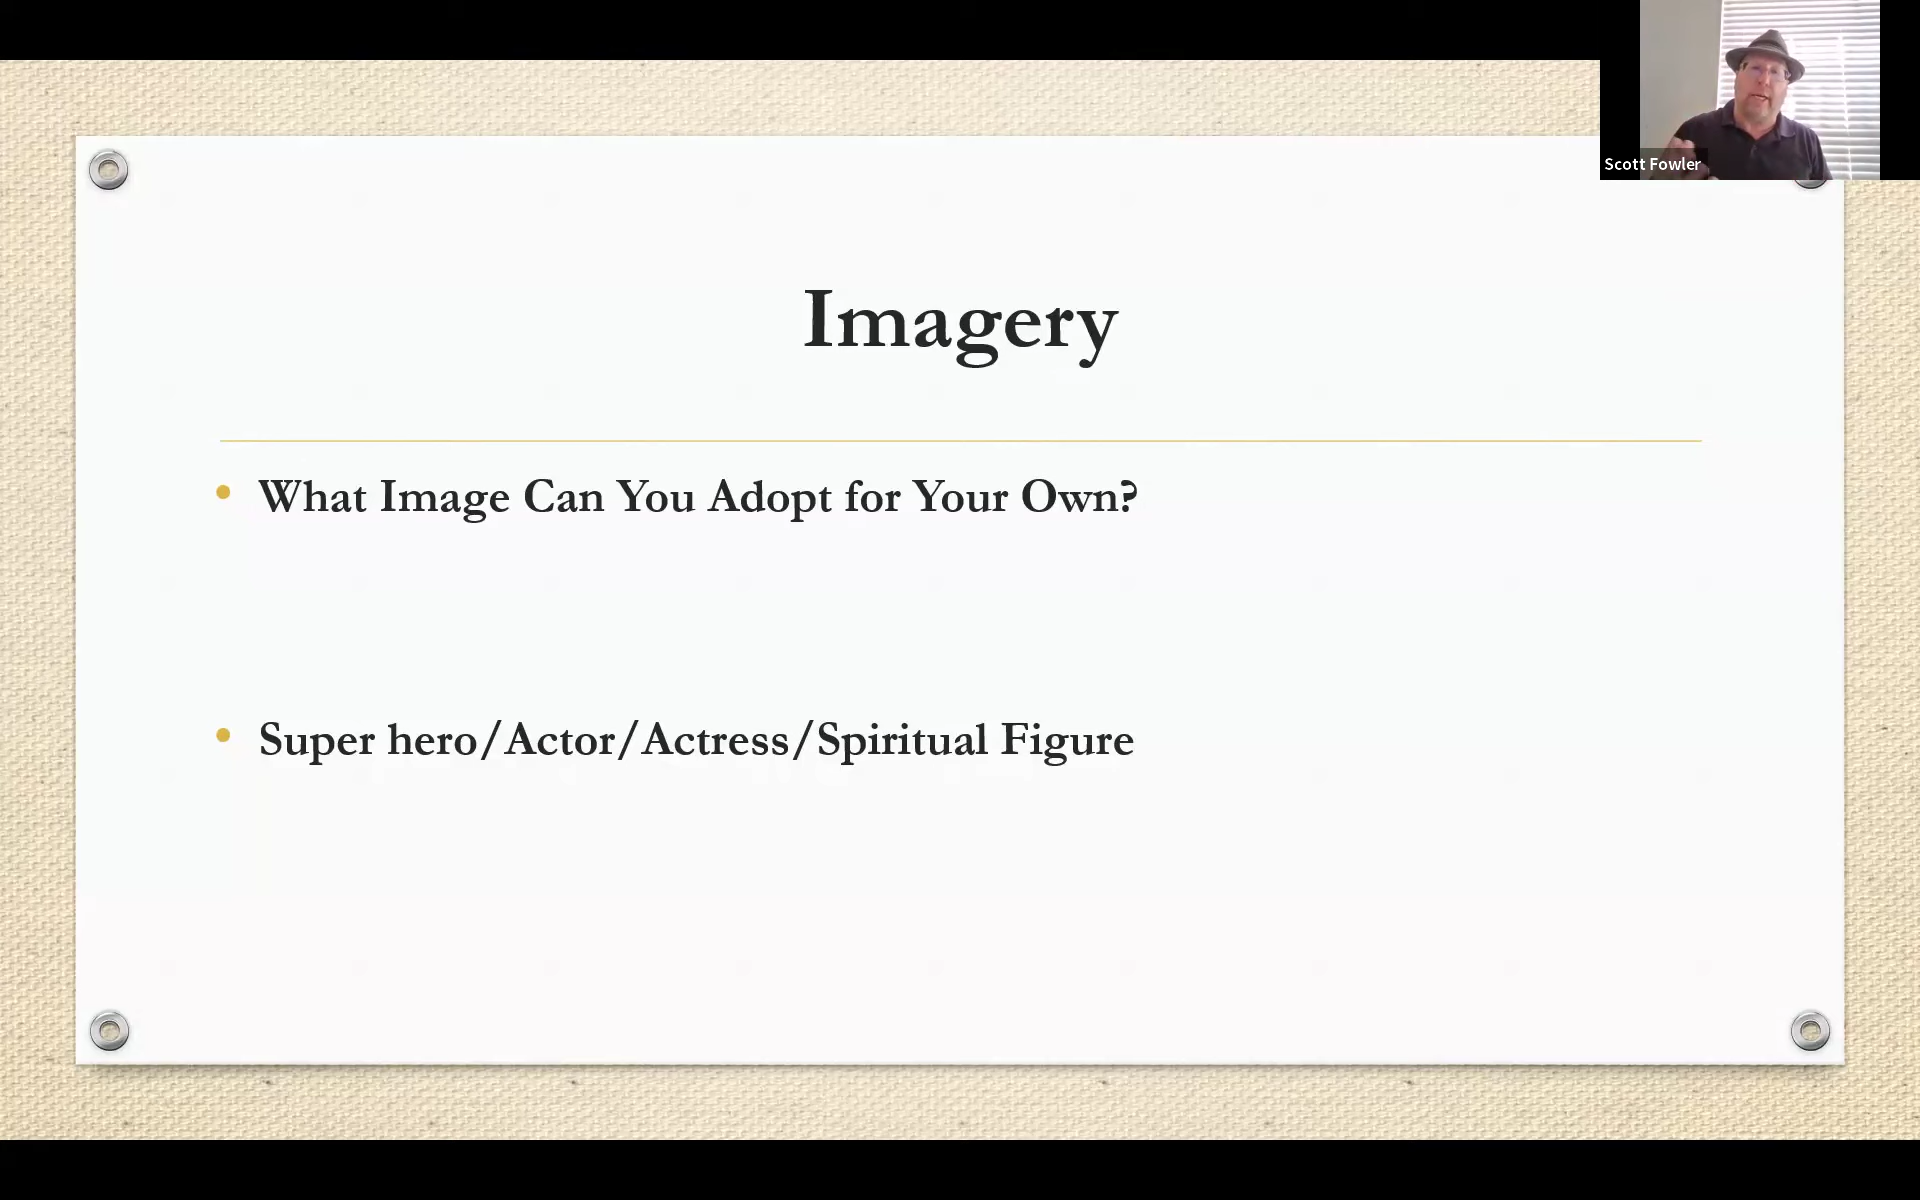 Scott Fowler
Imagery
What Image Can You Adopt for Your Own?
Super hero/Actor/Actress/Spiritual Figure